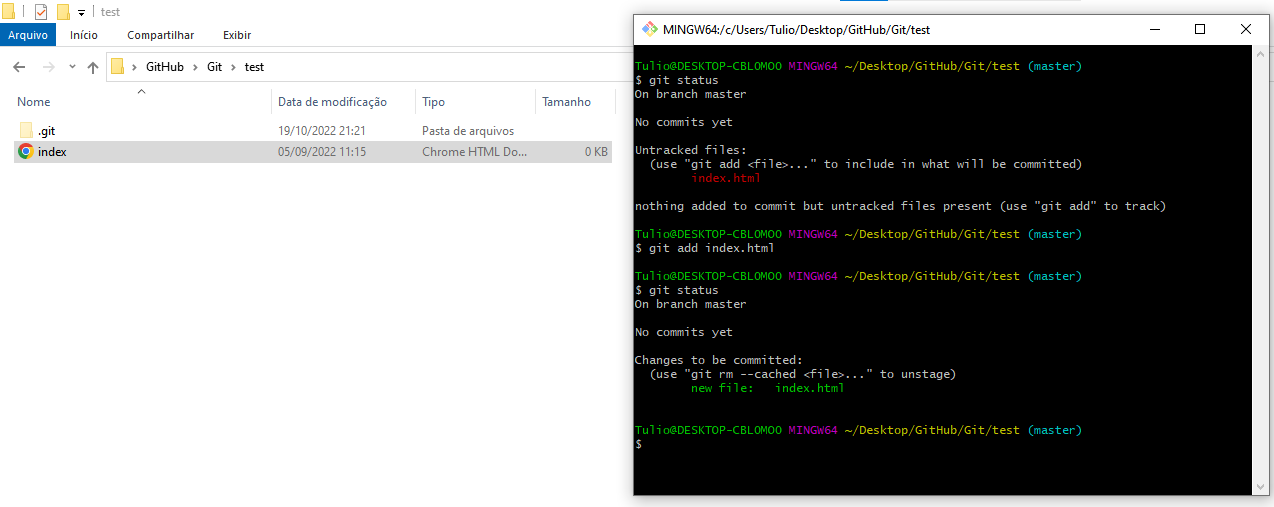 test
Arquivo Início Compartilhar Exibir
GitHub Git test
Nome Data de modificação Tipo Tamanho
.git 19/10/2022 21:21 Pasta de arquivos
index 05/09/2022 11:15 Chrome HTML Do... 0 KB
MINGW64:/c/Users/Tulio/Desktop/GitHub/Git/test
Tulio@DESKTOP-CBLOMOO MINGW64 ~/Desktop/GitHub/Git/test (master)
$ git status
On branch master
No commits yet
Untracked files:
(use "git add <file>..." to include in what will be committed)
index.html
nothing added to commit but untracked files present (use "git add" to track)
Tulio@DESKTOP-CBLOMOO MINGW64 ~/Desktop/GitHub/Git/test (master)
$ git add index.html
Tulio@DESKTOP-CBLOMOO MINGW64 ~/Desktop/GitHub/Git/test (master)
$ git status
On branch master
No commits yet
Changes to be committed:
(use "git rm --cached <file>..." to unstage)
new file: index.html
Tulio@DESKTOP-CBLOMOO MINGW64 ~/Desktop/GitHub/Git/test (master)
$